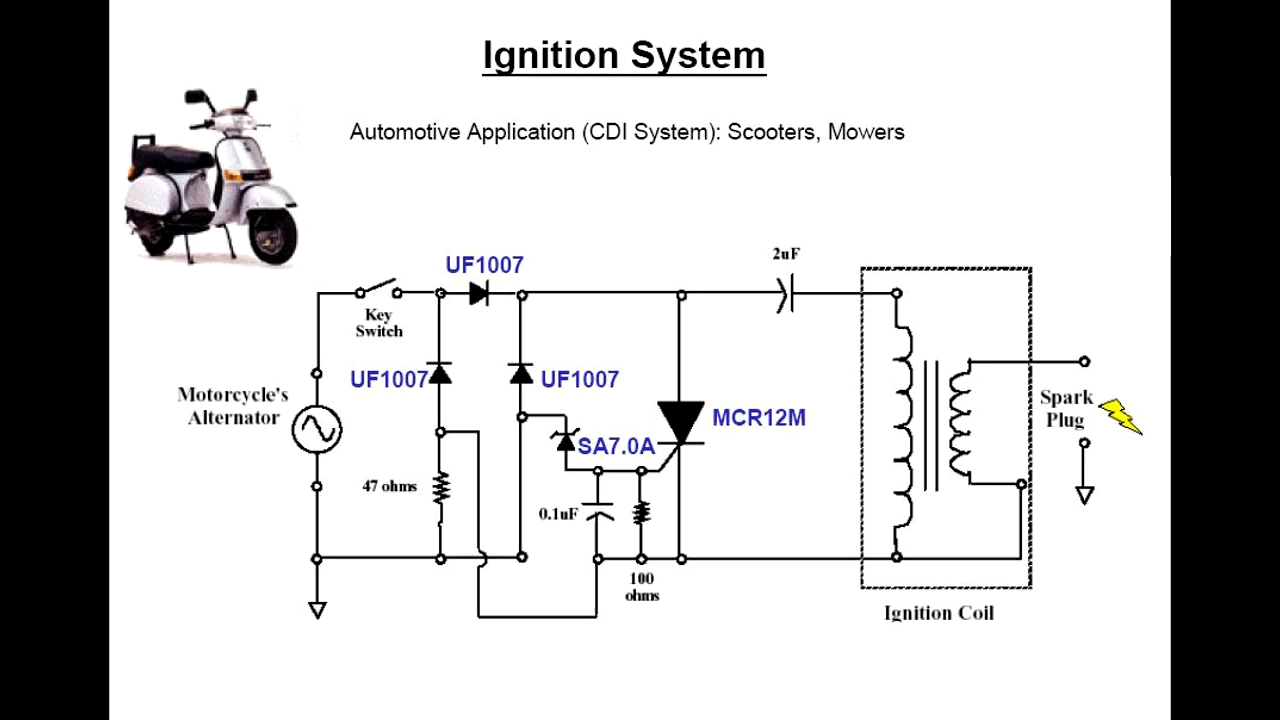 Ignition System
Automotive Application (CDI System): Scooters, Mowers
2uF
UF1007
Key
Switch
UF1007
UF1007
Motorcycle's
Alternator
MCR12M
Spark
Plug
SA7.0A
47 ohms
0.1uF
100
ohms
Ignition Coil